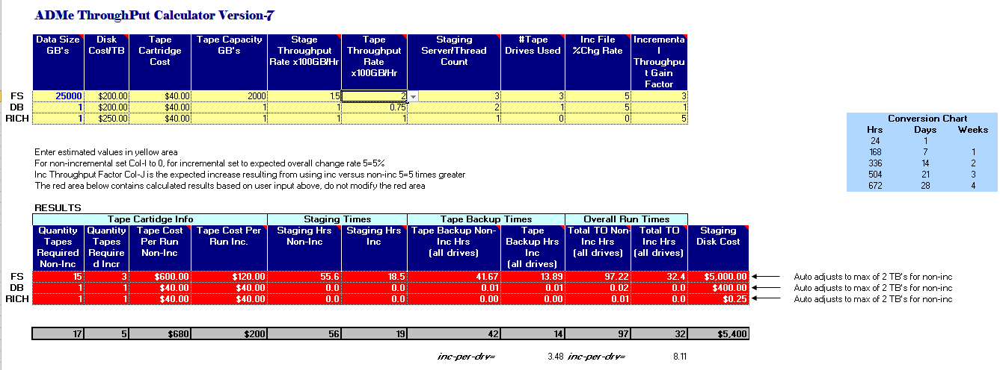 ADMe ThroughPut Calculator Version-7
Data Size GB's Disk Cost/TB Tape Cartridge Cost Tape Capacity GB's Stage Throughput Rate x100GB/Hr Tape Throughput Rate x100GB/Hr Staging Server/Thread Count #Tape Drives Used Inc File %Chg Rate Incrementa l Throughpu t Gain Factor
FS 25000 $200.00 $40.00 2000 1.5 2 3 3 5 3
DB 1 $200.00 $40.00 1 1 0.75 2 1 5 1
RICH 1 $250.00 $40.00 1 1 1 1 0 0 5
Conversion Chart
Hrs Days Weeks
24 1
168 7 1
336 14 2
504 21 3
672 28 4
Enter estimated values in yellow area
For non-incremental set Col-I to 0, for incremental set to expected overall change rate 5=5%
Inc Throughput Factor Col-J is the expected increase resulting from using inc versus non-inc 5=5 times greater
The red area below contains calculated results based on user input above, do not modify the red area
RESULTS
Tape Cartidge Info Staging Times Tape Backup Times Overall Run Times
Quantity Tapes Required Non-Inc Quantity Tapes Require d Incr Tape Cost Per Run Non-Inc Tape Cost Per Run Inc. Staging Hrs Non-Inc Staging Hrs Inc Tape Backup Non-Inc Hrs (all drives) Tape Backup Hrs Inc (all drives) Total TO Non-Inc Hrs (all drives) Total TO Inc Hrs (all drives) Staging Disk Cost
FS 15 3 $600.00 $120.00 55.6 18.5 41.67 13.89 97.22 32.4 $5,000.00 Auto adjusts to max of 2 TB's for non-inc
DB 1 1 $40.00 $40.00 0.0 0.0 0.01 0.01 0.02 0.0 $400.00 Auto adjusts to max of 2 TB's for non-inc
RICH 1 1 $40.00 $40.00 0.0 0.0 0.00 0.00 0.01 0.0 $0.25 Auto adjusts to max of 2 TB's for non-inc
17 5 $680 $200 56 19 42 14 97 32 $5,400
inc-per-drv= 3.48 inc-per-drv= 8.11